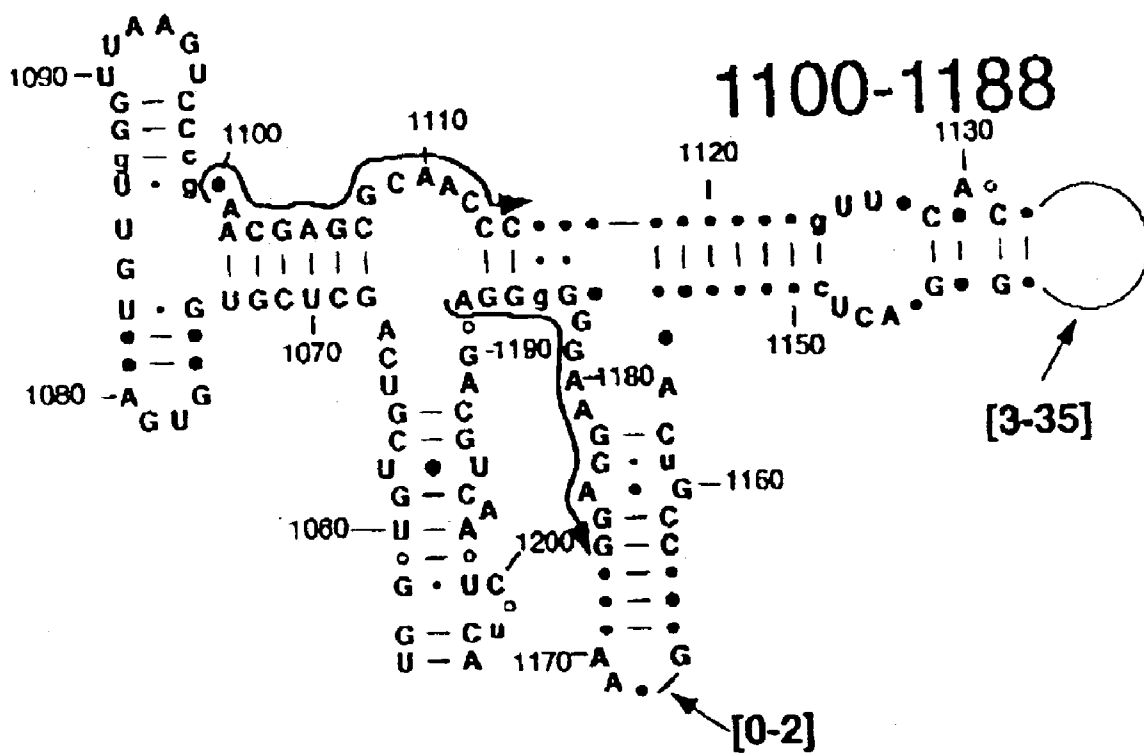 1100-1188
1090
1100
1110
1120
1130
U U A A G U C C c g
G G g U U G U
A A C G A G C G C A A C C C
g U U C A C
U G C U C G
A G G g G
c U C A G G
1070
1080
A G U G
G
A C U G C U G U G G U
1060
G A C G U C A A U C u C A
1190
1200
G G A A G G A G G
1180
A C u G C C G
1160
1150
1170
A A
[3-35]
[0-2]